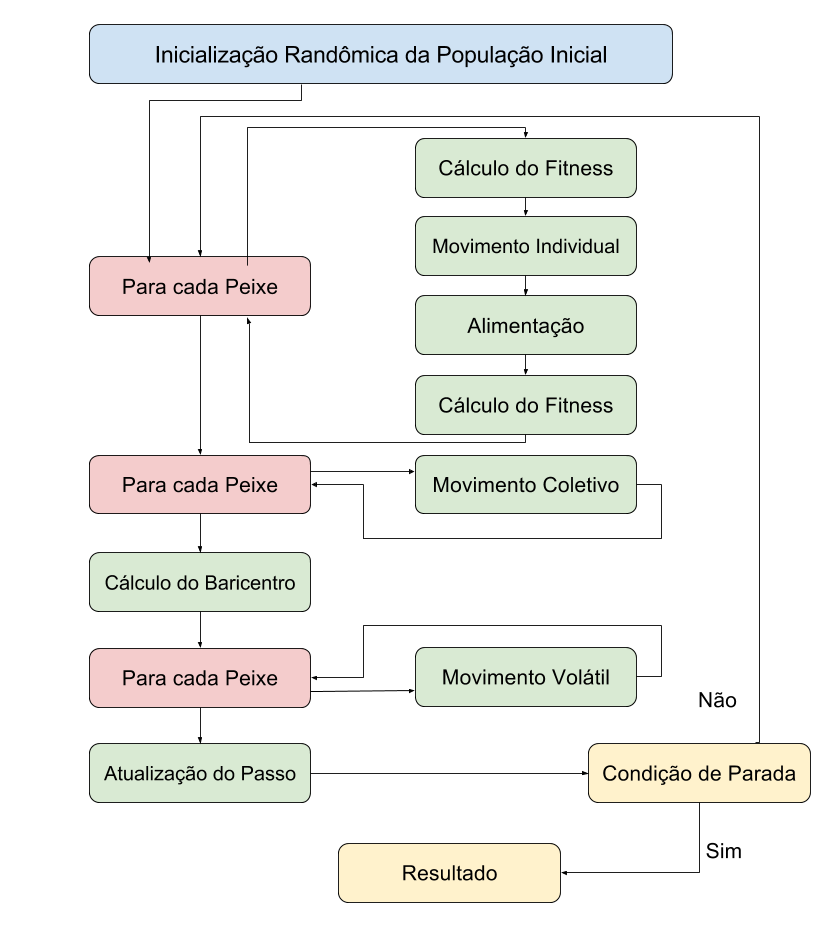 Inicialização Randômica da População Inicial
Cálculo do Fitness
Movimento Individual
Para cada Peixe
Alimentação
Cálculo do Fitness
Para cada Peixe
Movimento Coletivo
Cálculo do Baricentro
Para cada Peixe
Movimento Volátil
Não
Atualização do Passo
Condição de Parada
Sim
Resultado